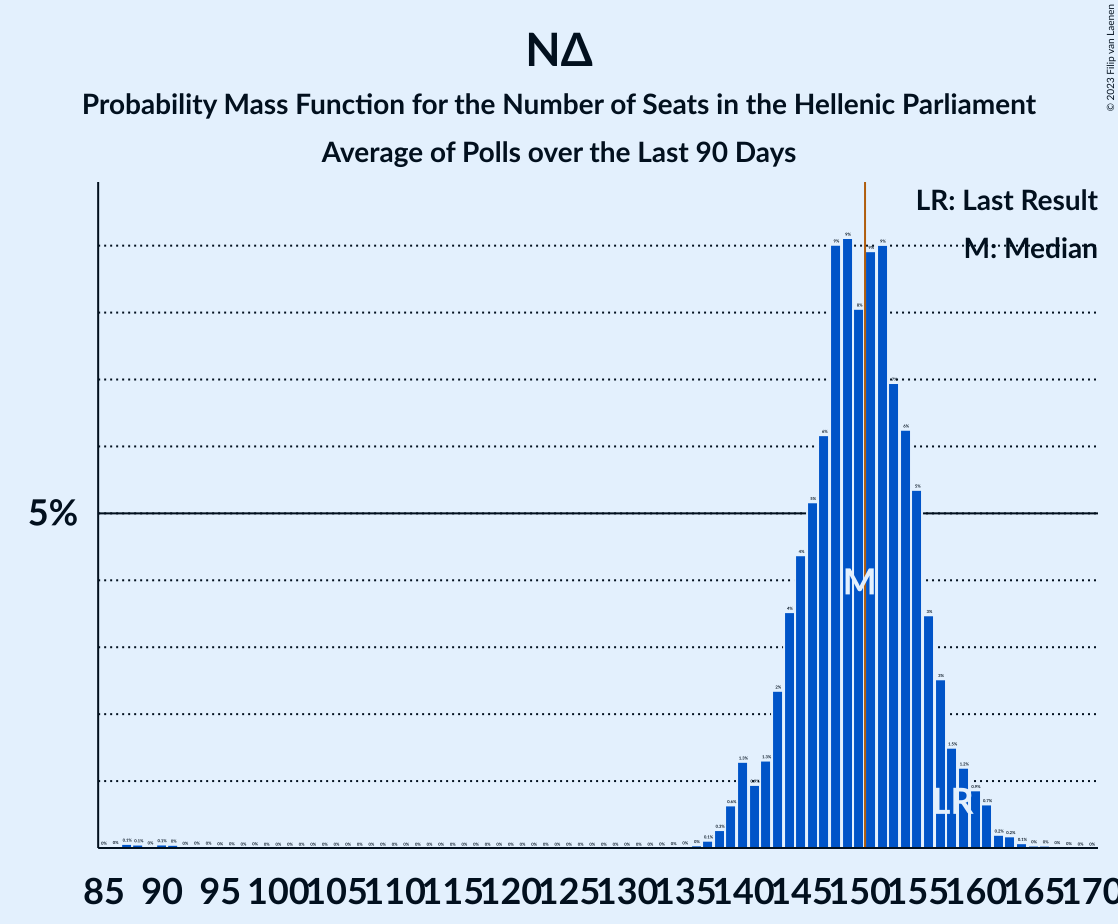 NΔ
Probability Mass Function for the Number of Seats in the Hellenic Parliament
Average of Polls over the Last 90 Days
© 2023 Filip van Laenen
LR: Last Result
M: Median
5%
M
LR
85 90 95 100 105 110 115 120 125 130 135 140 145 150 155 160 165 170